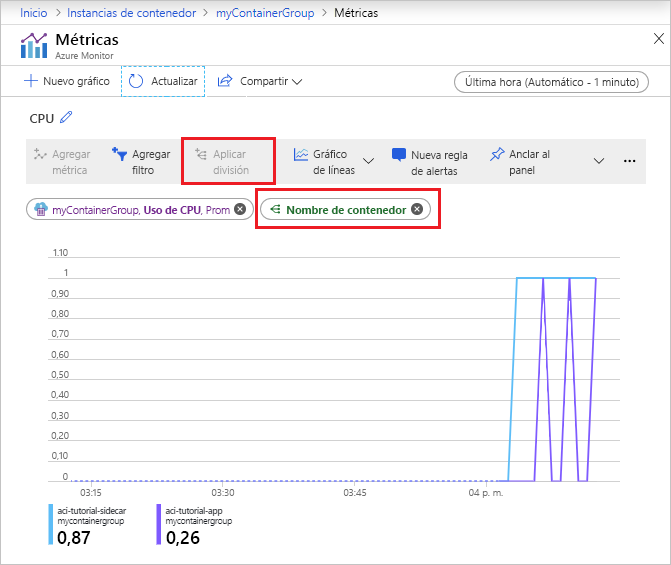 Inicio > Instancias de contenedor > myContainerGroup > Métricas
Métricas
Azure Monitor
Nuevo gráfico
Actualizar
Compartir
Última hora (Automático - 1 minuto)
CPU
Agregar
métrica
Agregar
filtro
Aplicar
división
Gráfico
de líneas
Nueva regla
de alertas
Anclar al
panel
myContainerGroup, Uso de CPU, Prom
Nombre de contenedor
1.10
1
0,90
0,80
0,70
0,60
0,50
0,40
0,30
0,20
0,10
0
03:15
03:30
03:45
04 p. m.
aci-tutorial-sidecar
mycontainergroup
0,87
aci-tutorial-app
mycontainergroup
0,26